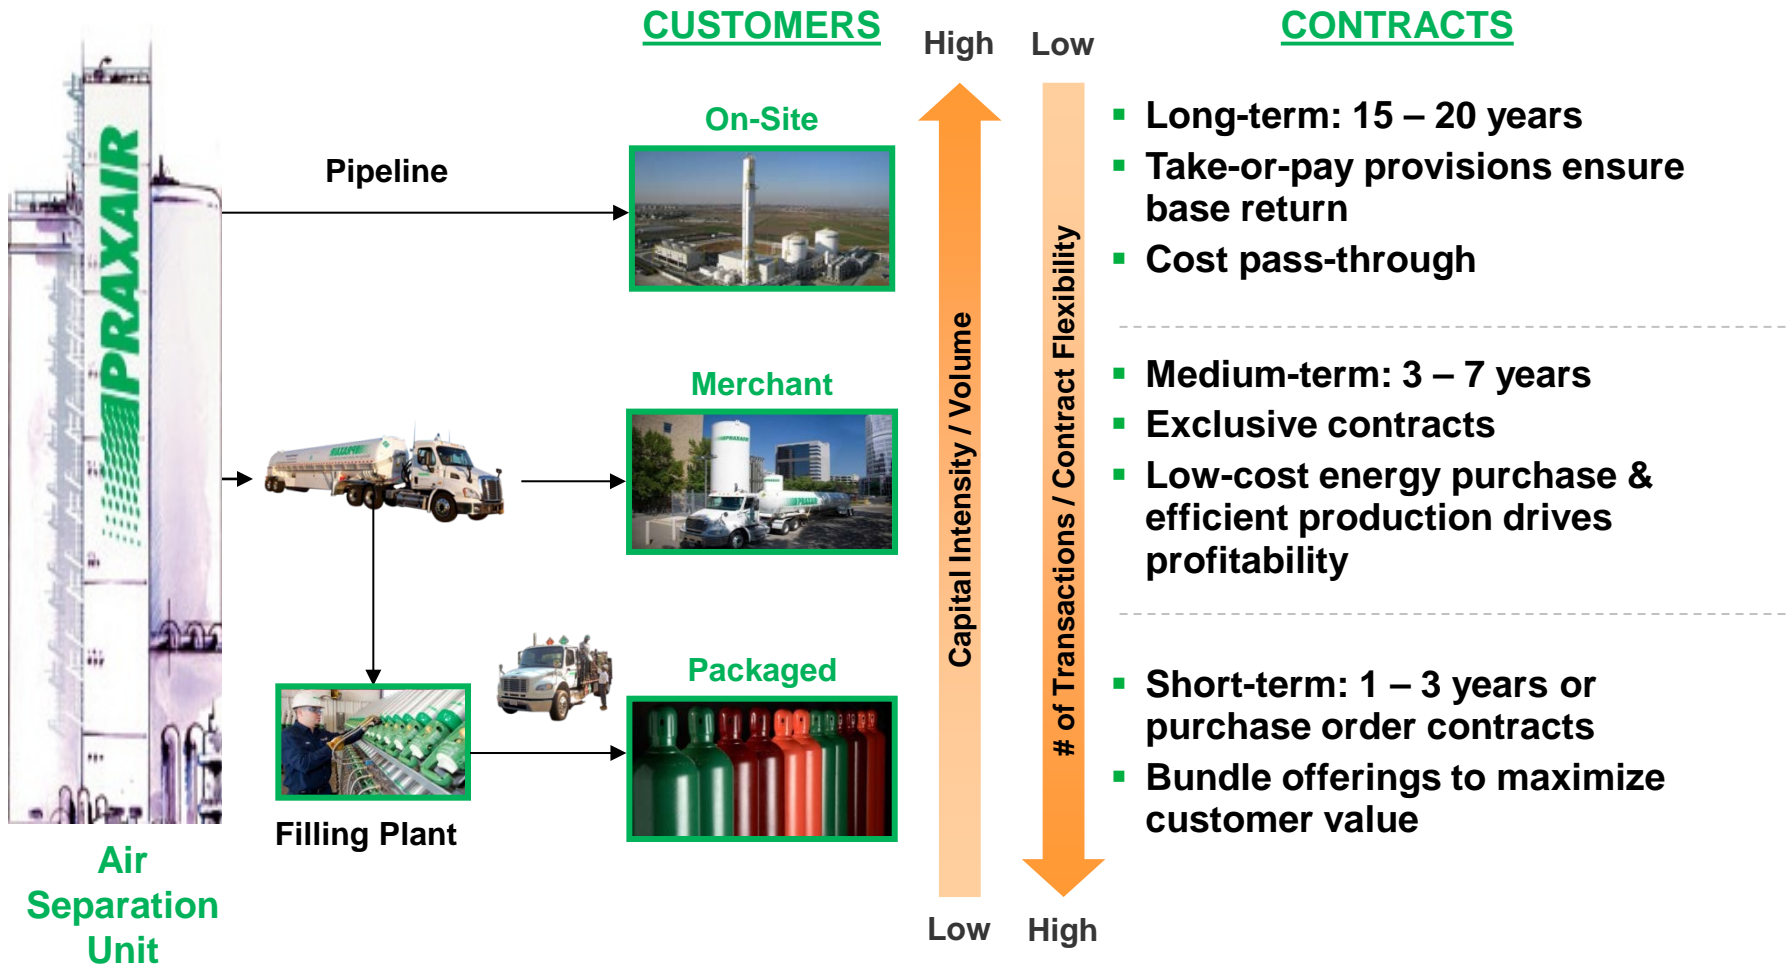 CUSTOMERS
CONTRACTS
High
Low
PRAXAIR
Pipeline
On-Site
Long-term: 15 – 20 years
Take-or-pay provisions ensure
base return
Cost pass-through
Capital Intensity / Volume
# of Transactions / Contract Flexibility
Merchant
PRAXAIR
PRAXAIR
PRAXAIR
Medium-term: 3 – 7 years
Exclusive contracts
Low-cost energy purchase &
efficient production drives
profitability
Packaged
Short-term: 1 – 3 years or
purchase order contracts
Bundle offerings to maximize
customer value
Filling Plant
Air
Separation
Unit
Low
High